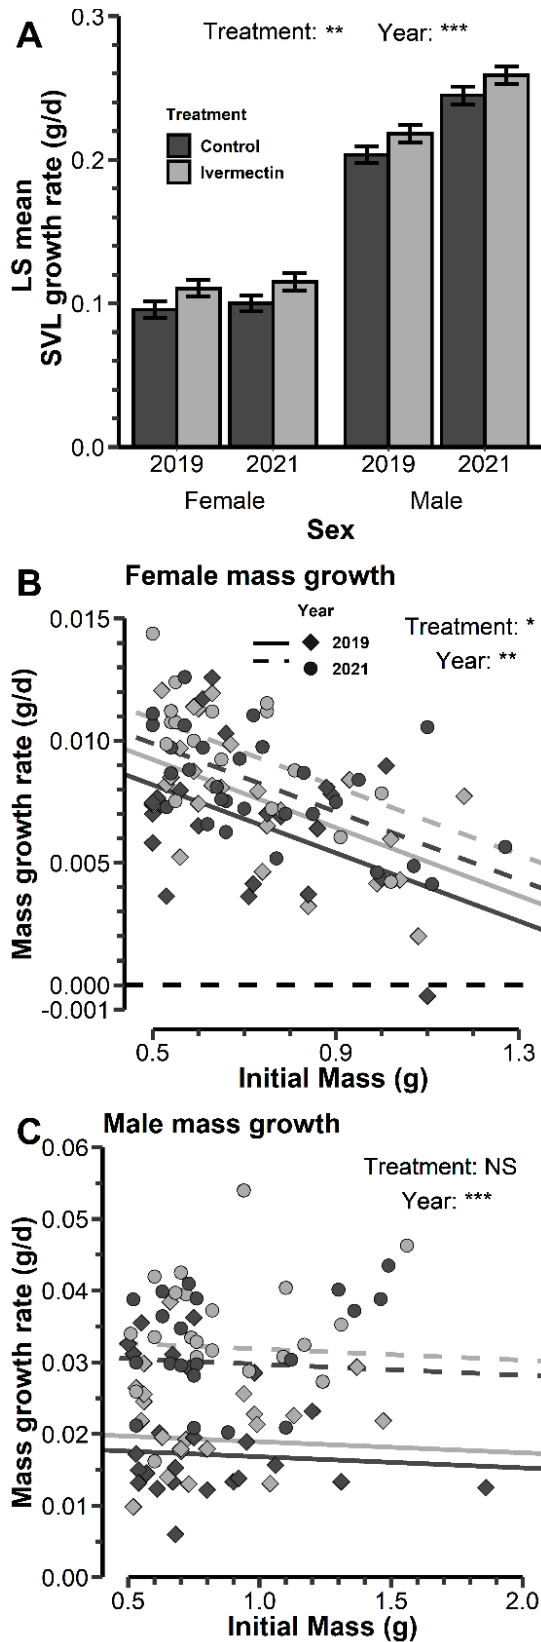 A
Treatment: ** Year: ***
Treatment
Control
Ivermectin
LS mean
SVL growth rate (g/d)
0.3
0.2
0.1
0.0
2019 2021 2019 2021
Female Male
Sex
B Female mass growth
Year
2019
2021
Treatment: *
Year: **
Mass growth rate (g/d)
0.015
0.010
0.005
0.000
-0.001
0.5 0.9 1.3
Initial Mass (g)
C Male mass growth
Treatment: NS
Year: ***
Mass growth rate (g/d)
0.06
0.05
0.04
0.03
0.02
0.01
0.00
0.5 1.0 1.5 2.0
Initial Mass (g)